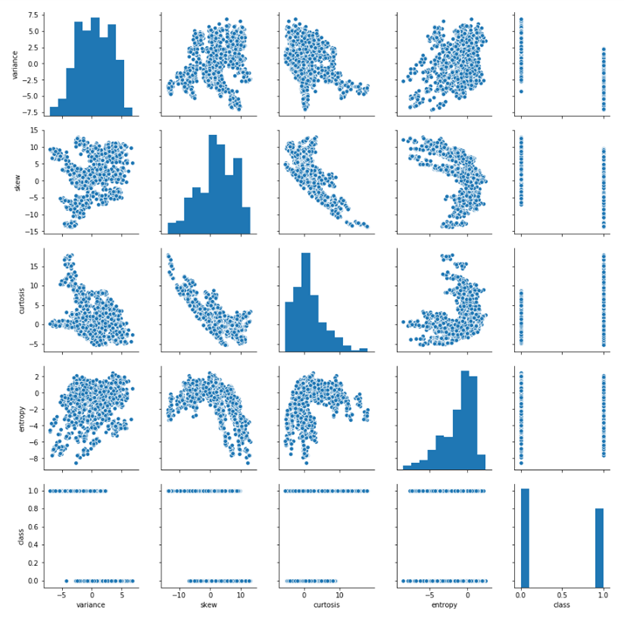 7.5
5.0
2.5
0.0
−2.5
−5.0
−7.5
variance
15
10
5
0
−5
−10
−15
skew
15
10
5
0
−5
curtosis
2
0
−2
−4
−6
−8
entropy
1.0
0.8
0.6
0.4
0.2
0.0
class
−5 0 5
variance
−10 0 10
skew
0 10
curtosis
−5 0
entropy
0.0 0.5 1.0
class